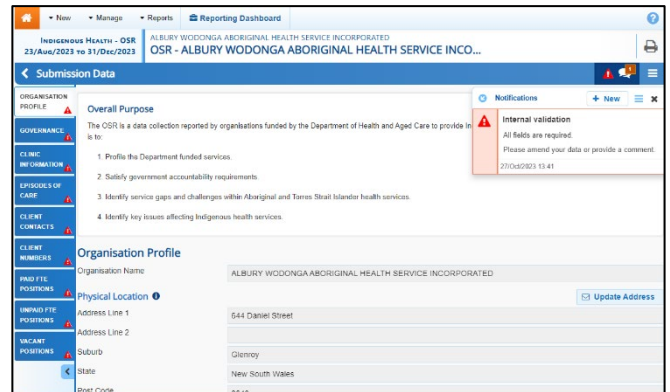 New Manage Reports Reporting Dashboard
INDIGENOUS HEALTH - OSR
23/AUG/2023 TO 31/DEC/2023
ALBURY WODONGA ABORIGINAL HEALTH SERVICE INCORPORATED
OSR - ALBURY WODONGA ABORIGINAL HEALTH SERVICE INCO...
Submission Data
1
ORGANISATION
PROFILE
GOVERNANCE
CLINIC
INFORMATION
EPISODES OF
CARE
CLIENT
CONTACTS
CLIENT
NUMBERS
PAID FTE
POSITIONS
UNPAID FTE
POSITIONS
VACANT
POSITIONS
Overall Purpose
The OSR is a data collection reported by organisations funded by the Department of Health and Aged Care to provide In
is to:
1. Profile the Department funded services.
2. Satisfy government accountability requirements
3. Identify service gaps and challenges within Aboriginal and Torres Strait Islander health services.
4. Identify key issues affecting Indigenous health services.
Notifications + New
Internal validation
All fields are required.
Please amend your data or provide a comment.
27/Oct/2023 13:41
Organisation Profile
Organisation Name ALBURY WODONGA ABORIGINAL HEALTH SERVICE INCORPORATED
Physical Location Update Address
Address Line 1 644 Daniel Street
Address Line 2
Suburb Glenroy
State New South Wales
Post Code